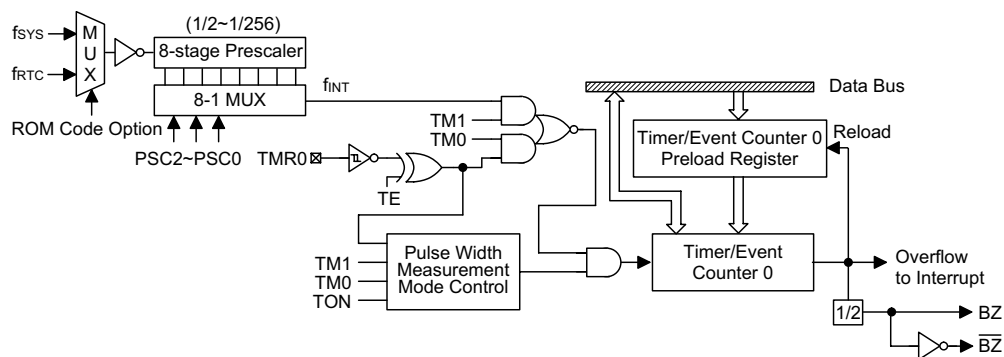 fSYS
fRTC
M
U
X
ROM Code Option
(1/2~1/256)
8-stage Prescaler
8-1 MUX
PSC2~PSC0
fINT
TM1
TM0
TMR0
TE
TM1
TM0
TON
Pulse Width
Measurement
Mode Control
Data Bus
Timer/Event Counter 0
Preload Register
Reload
Timer/Event
Counter 0
Overflow
to Interrupt
1/2
BZ
B̅Z̅